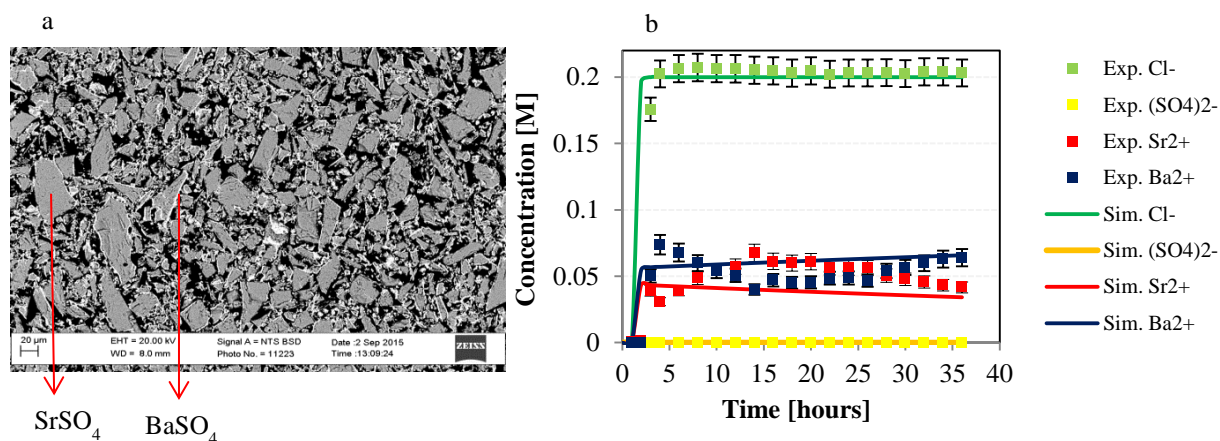 a
20 µm
EHT = 20.00 kV
WD = 8.0 mm
Signal A = NTS BSD
Photo No. = 11223
Date :2 Sep 2015
Time :13:09:24
ZEISS
SrSO4
BaSO4
b
Concentration [M]
0.2
0.15
0.1
0.05
0
0 5 10 15 20 25 30 35 40
Time [hours]
Exp. Cl-
Exp. (SO4)2-
Exp. Sr2+
Exp. Ba2+
Sim. Cl-
Sim. (SO4)2-
Sim. Sr2+
Sim. Ba2+